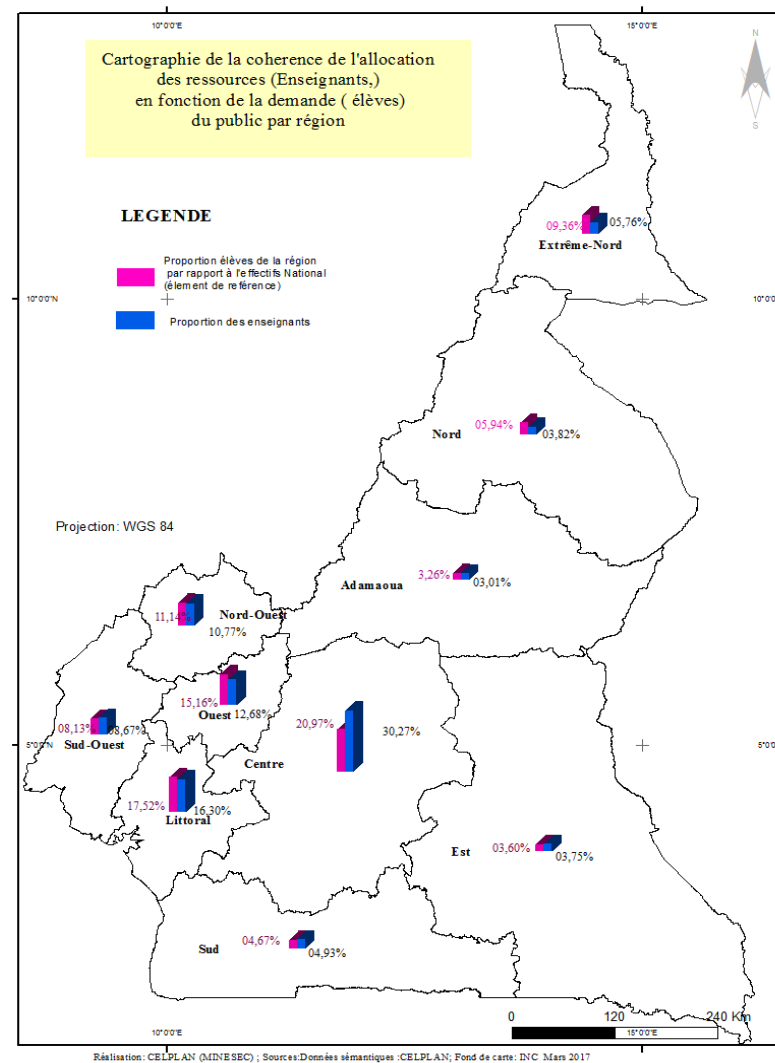 10°0'0"E
15°0'0"E
Cartographie de la coherence de l'allocation
des ressources (Enseignants,)
en fonction de la demande ( élèves)
du public par région
N
S
LEGENDE
Proportion élèves de la région
par rapport à l'effectifs National
(élement de reférence)
Proportion des enseignants
09,36%
05,76%
Extrême-Nord
10°0'0"N
10°0'0
05,94%
Nord
03,82%
Projection: WGS 84
3,26%
Adamaoua
03,01%
11,14%
Nord-Ouest
10,77%
15,16%
Ouest
12,68%
08,13%
08,67%
Sud-Ouest
20,97%
30,27%
5°0'0"N
5°0'0
Centre
17,52%
16,30%
Littoral
03,60%
Est
03,75%
04,67%
Sud
04,93%
0
120
240 Km
10°0'0"E
15°0'0"E
Réalisation: CELPLAN (MINESEC) ; Sources:Données sémantiques :CELPLAN; Fond de carte: INC Mars 2017